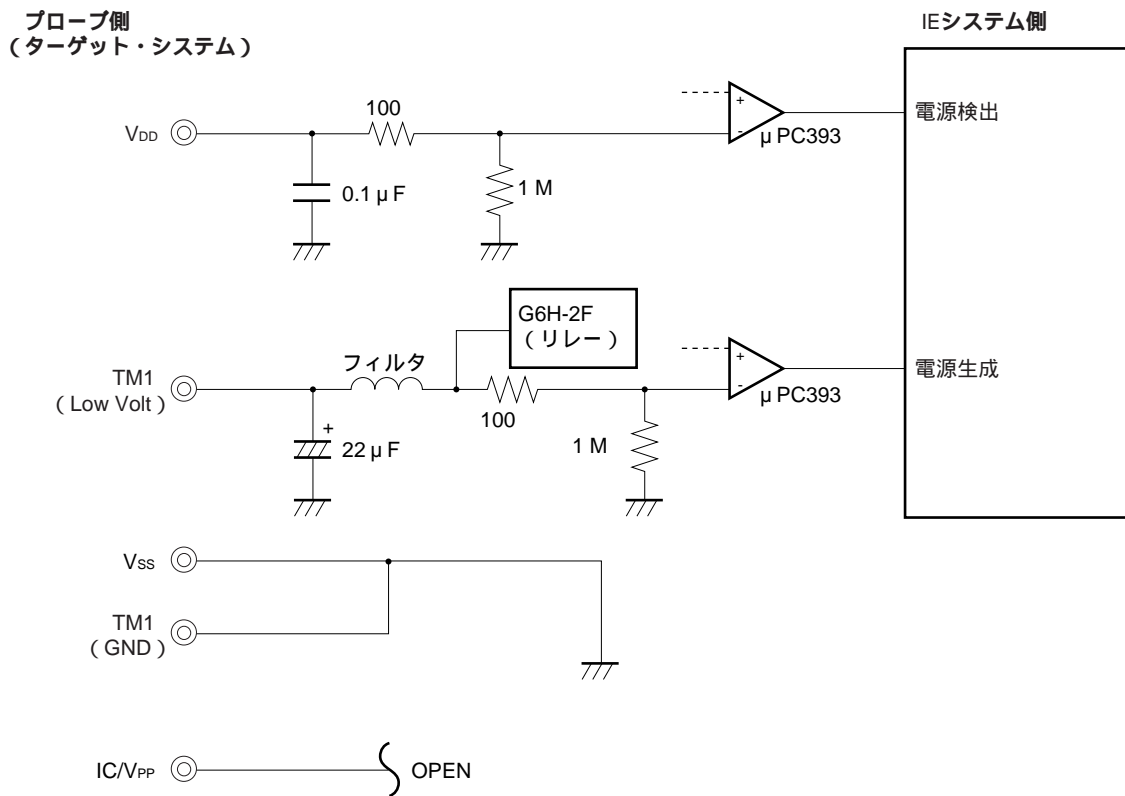 プローブ側
（ターゲット・システム）
IEシステム側
VDD
100
0.1 μ F
1 M
+
-
μ PC393
電源検出
TM1
（Low Volt）
フィルタ
G6H-2F
（リレー）
100
+
22 μ F
1 M
+
-
μ PC393
電源生成
VSS
TM1
（GND）
IC/VPP
OPEN